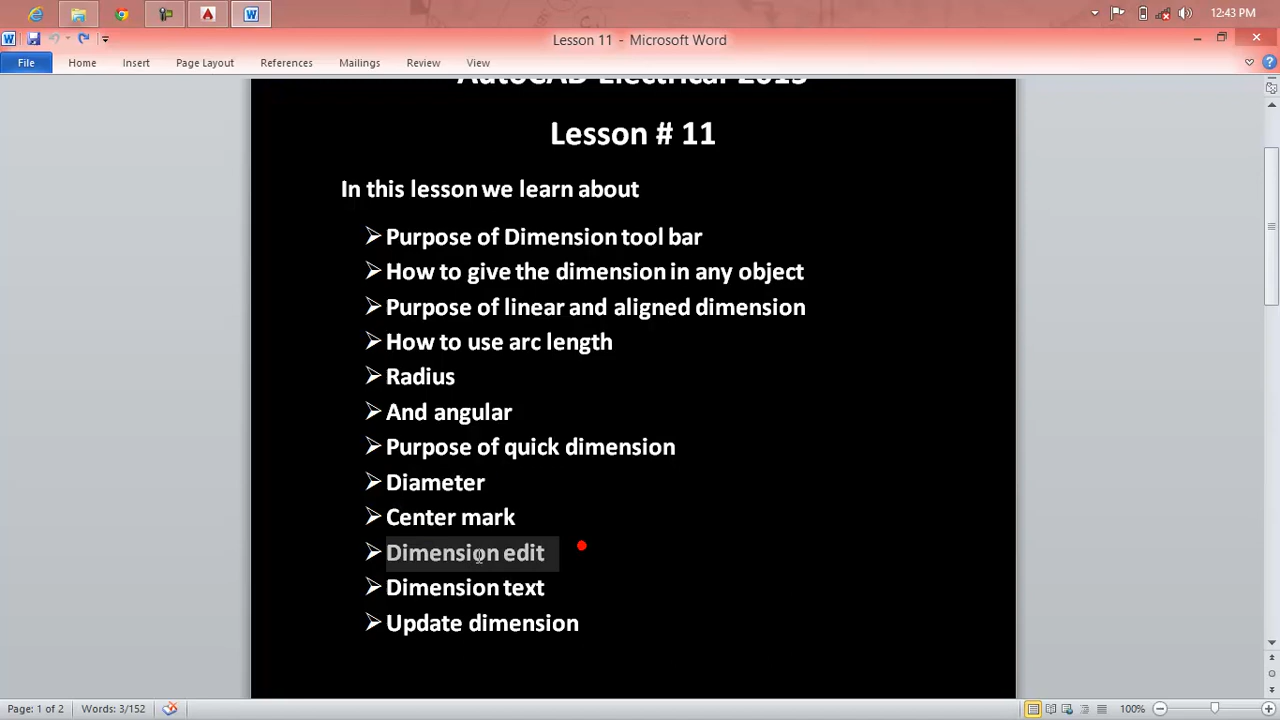 12:43 PM
Lesson 11 - Microsoft Word
File Home Insert Page Layout References Mailings Review View
AutoCAD Electrical 2015
Lesson # 11
In this lesson we learn about
Purpose of Dimension tool bar
How to give the dimension in any object
Purpose of linear and aligned dimension
How to use arc length
Radius
And angular
Purpose of quick dimension
Diameter
Center mark
Dimension edit
Dimension text
Update dimension
Page: 1 of 2 Words: 3/152 100%